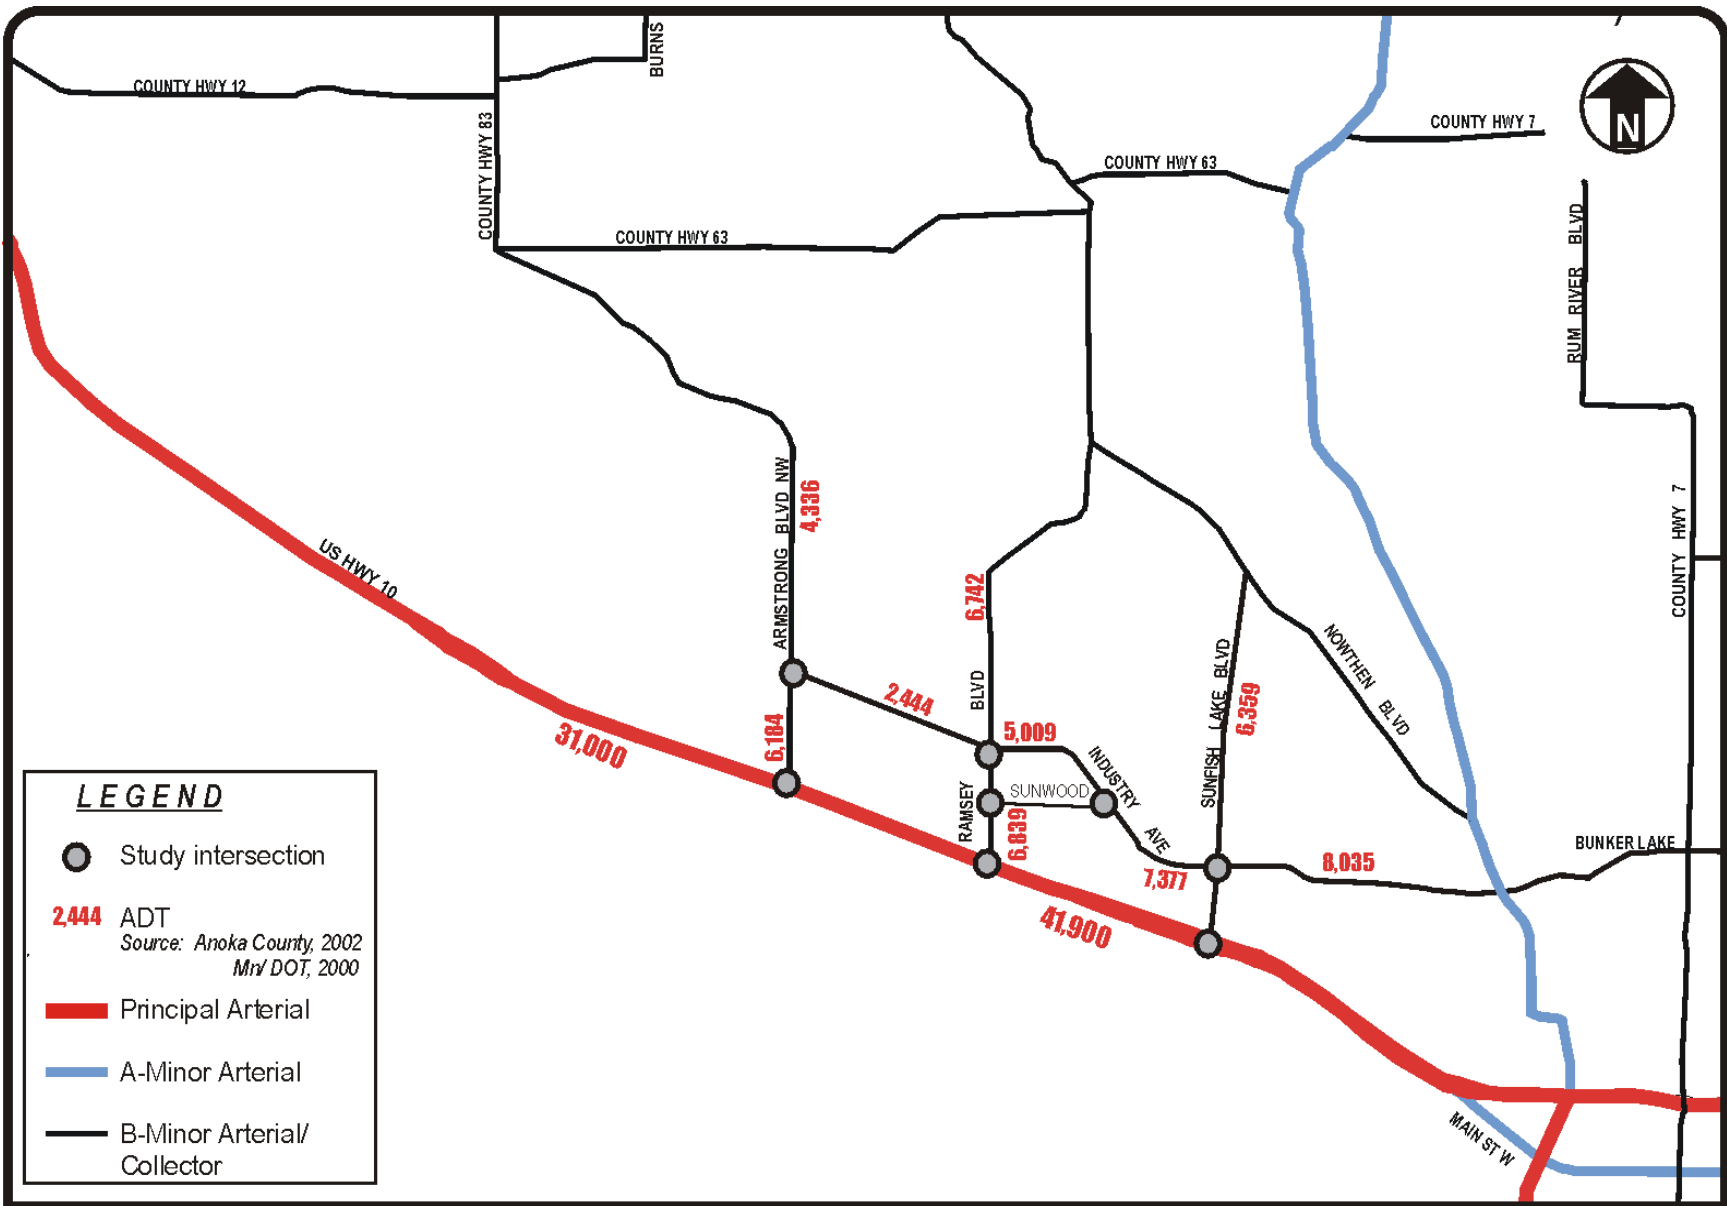 BURNS
COUNTY HWY 12
COUNTY HWY 83
COUNTY HWY 7
N
COUNTY HWY 63
COUNTY HWY 63
RUM RIVER BLVD
ARMSTRONG BLVD NW
4,336
COUNTY HWY 7
US HWY 10
6,742
NOWTHEN BLVD
SUNFISH LAKE BLVD
6,359
BLVD
2,444
6,184
31,000
5,009
INDUSTRY
AVE
SUNWOOD
RAMSEY
6,839
BUNKER LAKE
8,035
7,377
41,900
MAIN ST W
LEGEND
Study intersection
2,444 ADT
Source: Anoka County, 2002
Mn/DOT, 2000
Principal Arterial
A-Minor Arterial
B-Minor Arterial/
Collector